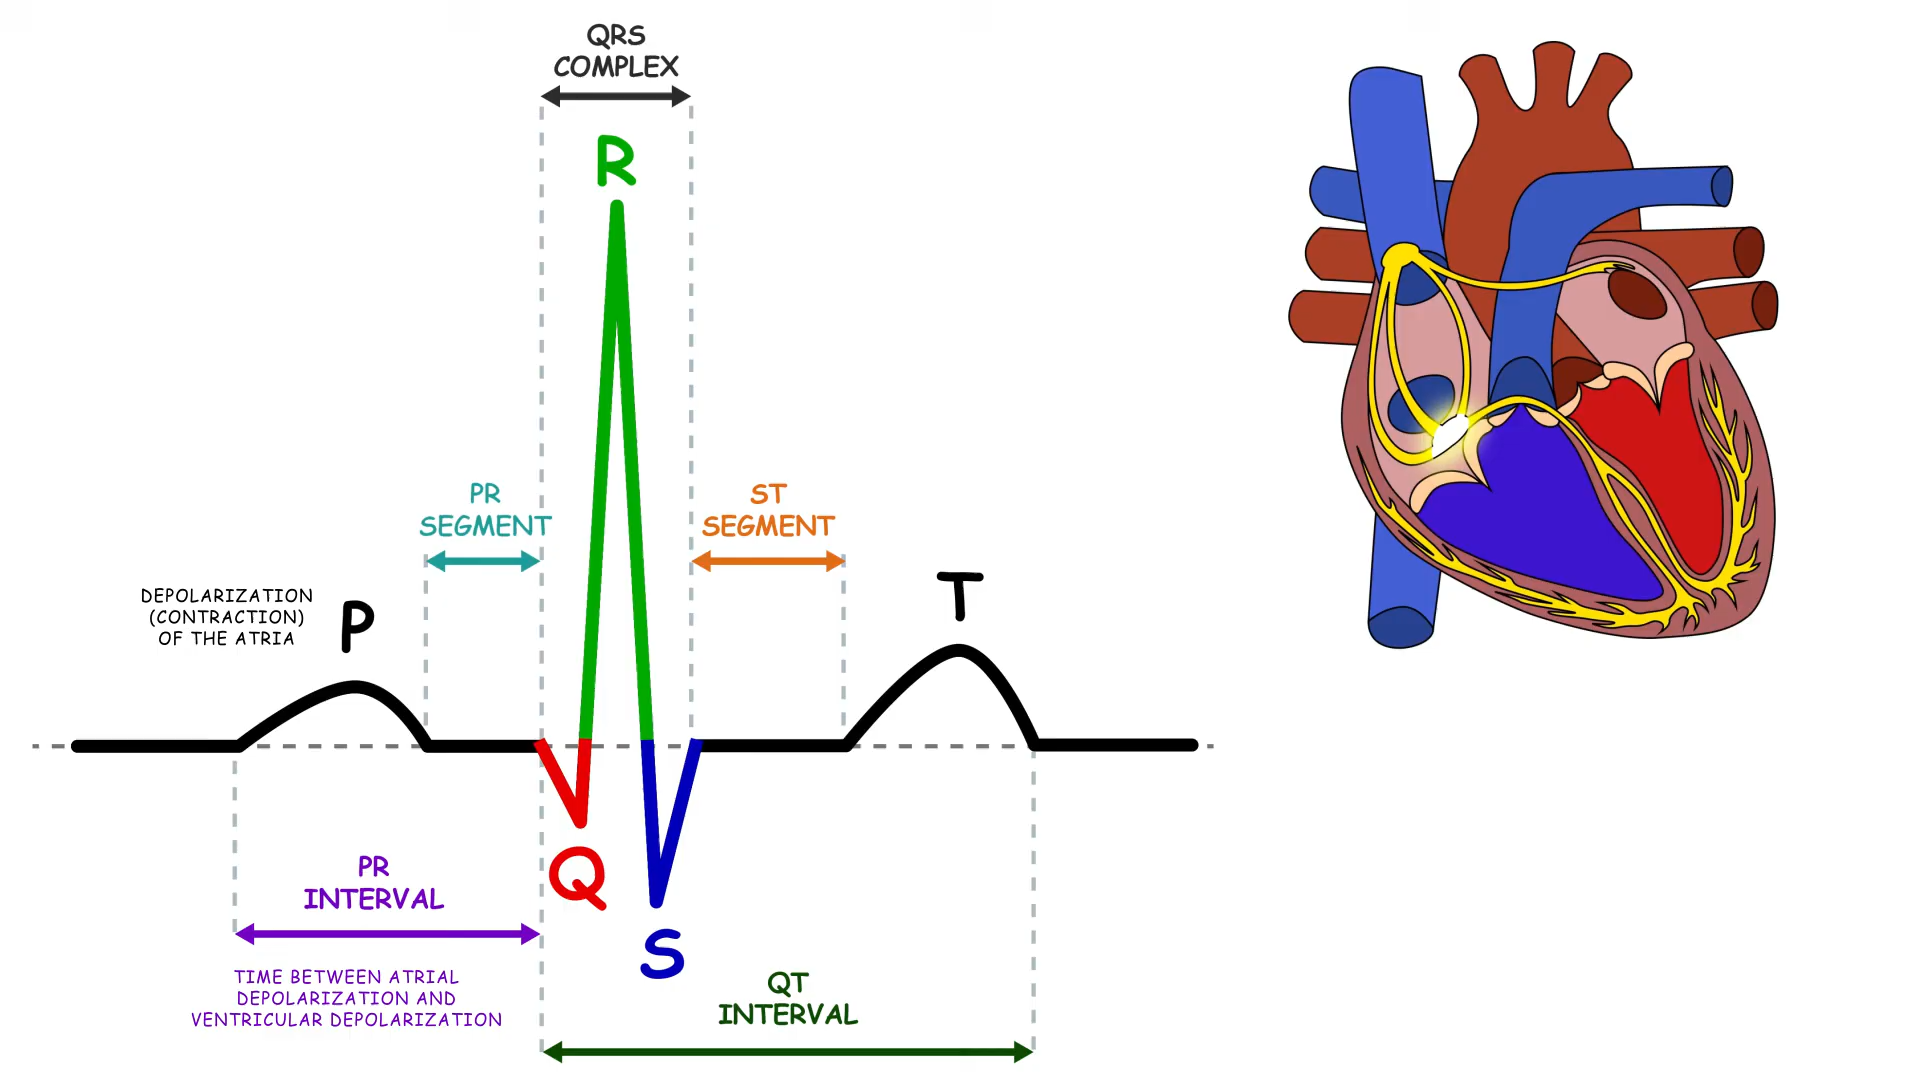 QRS
COMPLEX
R
PR
SEGMENT
ST
SEGMENT
DEPOLARIZATION
(CONTRACTION)
OF THE ATRIA
P
T
PR
INTERVAL
Q
S
TIME BETWEEN ATRIAL
DEPOLARIZATION AND
VENTRICULAR DEPOLARIZATION
QT
INTERVAL